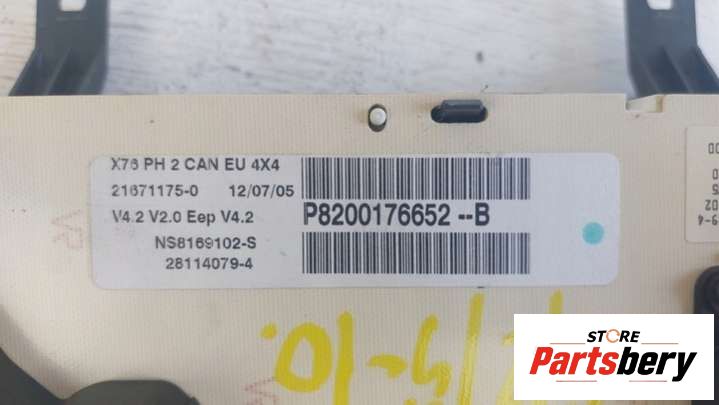 X76 PH 2 CAN EU 4X4
21671175-0 12/07/05
V4.2 V2.0 Eep V4.2
NS8169102-S
28114079-4
P8200176652--B
STORE
Partsbery